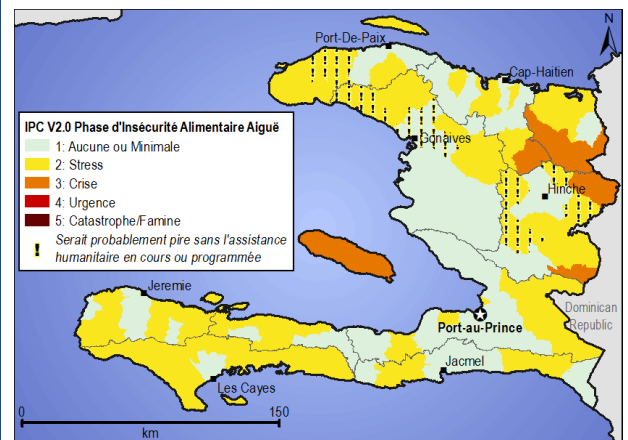 N
Port-De-Paix
Cap-Haitien
IPC V2.0 Phase d'Insécurité Alimentaire Aiguë
1: Aucune ou Minimale
2: Stress
3: Crise
4: Urgence
5: Catastrophe/Famine
! Serait probablement pire sans l'assistance
humanitaire en cours ou programmée
Gonaives
Hinche
Jeremie
Dominican
Republic
Port-au-Prince
Jacmel
Les Cayes
0 150
km